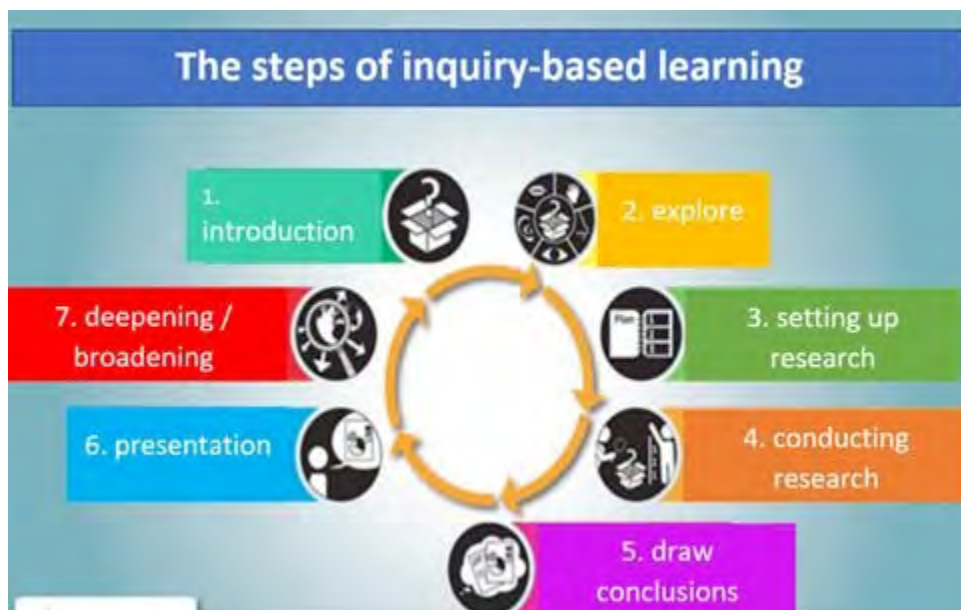 The steps of inquiry-based learning
1.
introduction
2. explore
3. setting up
research
4. conducting
research
5. draw
conclusions
6. presentation
7. deepening /
broadening
Plan